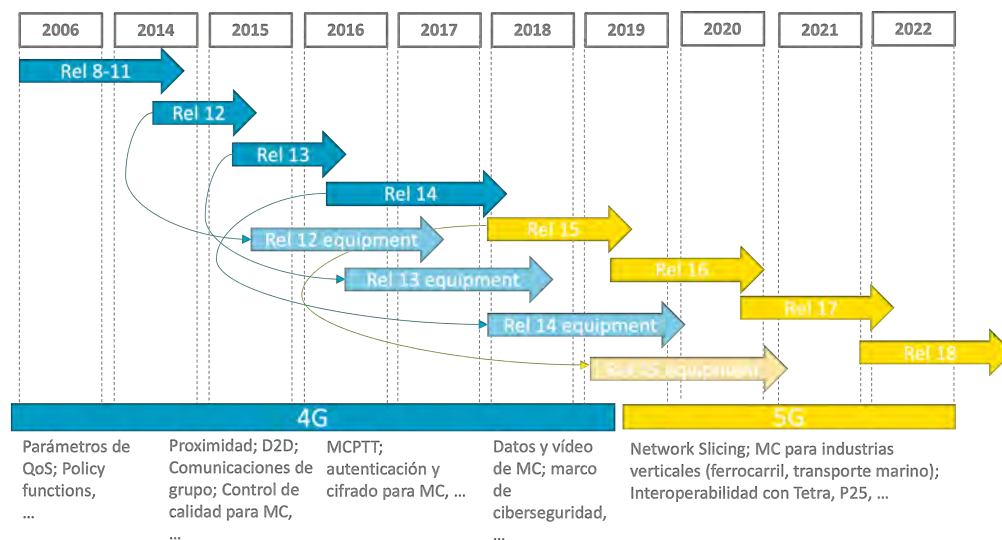 2006
2014
2015
2016
2017
2018
2019
2020
2021
2022
Rel 8-11
Rel 12
Rel 13
Rel 14
Rel 12 equipment
Rel 15
Rel 13 equipment
Rel 16
Rel 17
Rel 14 equipment
Rel 18
Rel 15 equipment
4G
5G
Parámetros de
QoS; Policy
functions,
...
Proximidad; D2D;
Comunicaciones de
grupo; Control de
calidad para MC,
...
MCPTT;
autenticación y
cifrado para MC, ...
Datos y vídeo
de MC; marco
de
ciberseguridad,
...
Network Slicing; MC para industrias
verticales (ferrocarril, transporte marino);
Interoperabilidad con Tetra, P25, ...